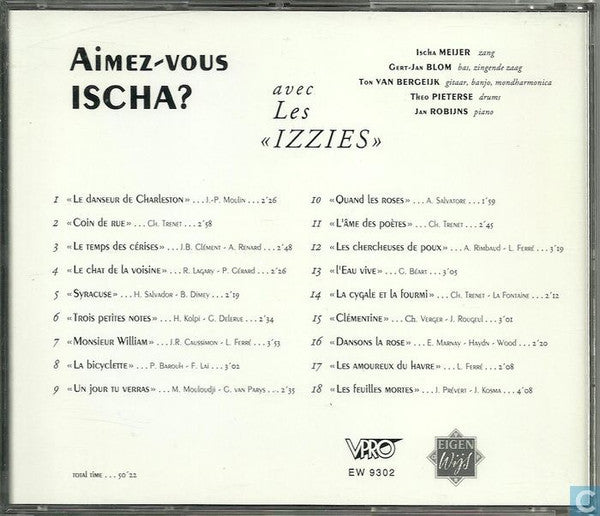 Aimez-vous
ISCHA?
avec
Les
«IZZIES»
Ischa MEIJER zang
Gert-Jan BLOM bas, zingende zaag
Ton VAN BERGEIJK gitaar, banjo, mondharmonica
Theo PIETERSE drums
Jan ROBIJNS piano
1 «Le danseur de Charleston» ... J.-P. Moulin ... 2'26
2 «Coin de rue» ... Ch. Trenet ... 2'58
3 «Le temps des cérises» ... J.B. Clément - A. Renard ... 2'48
4 «Le chat de la voisine» ... R. Lagary - P. Gérard ... 2'26
5 «Syracuse» ... H. Salvador - B. Dimey ... 2'19
6 «Trois petites notes» ... H. Kolpi - G. Delerue ... 2'34
7 «Monsieur William» ... J.R. Caussimon - L. Ferré ... 3'53
8 «La bicyclette» ... P. Barouh - F. Lai ... 3'02
9 «Un jour tu verras» ... M. Mouloudji - G. van Parys ... 2'35
10 «Quand les roses» ... A. Salvatore ... 1'59
11 «L'âme des poètes» ... Ch. Trenet ... 2'45
12 «Les chercheuses de poux» ... A. Rimbaud - L. Ferré ... 3'19
13 «l'Eau vive» ... G. Béart ... 3'05
14 «La cygale et la fourmi» ... Ch. Trenet - La Fontaine ... 2'12
15 «Clémentine» ... Ch. Verger - J. Rougeul ... 3'01
16 «Dansons la rose» ... E. Marnay - Haydn - Wood ... 2'20
17 «Les amoureux du Havre» ... L. Ferré ... 2'08
18 «Les feuilles mortes» ... J. Prévert - J. Kosma ... 4'08
total time ... 50'22
VPRO
EW 9302
EIGEN
Wijs
C